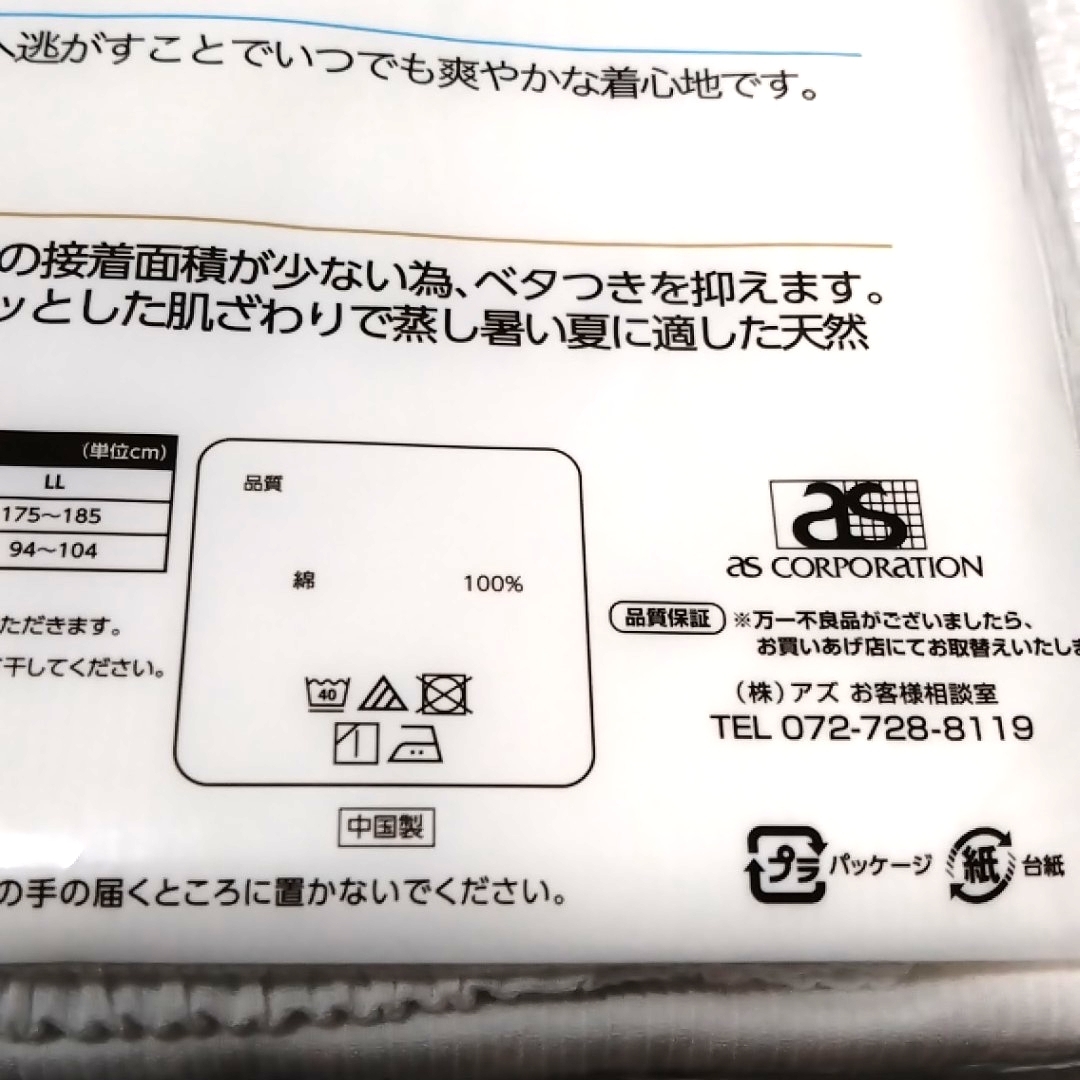 へ逃がすことでいつでも爽やかな着心地です。
の接着面積が少ない為、ベタつきを抑えます。
ッとした肌ざわりで蒸し暑い夏に適した天然
(単位cm)
LL
175〜185
94〜104
ただきます。
干してください。
品質
綿 100%
40
中国製
の手の届くところに置かないでください。
as
as CORPORATION
品質保証 ※万一不良品がございましたら、
お買いあげ店にてお取替えいたしま
(株)アズ お客様相談室
TEL 072-728-8119
プラ パッケージ 紙 台紙